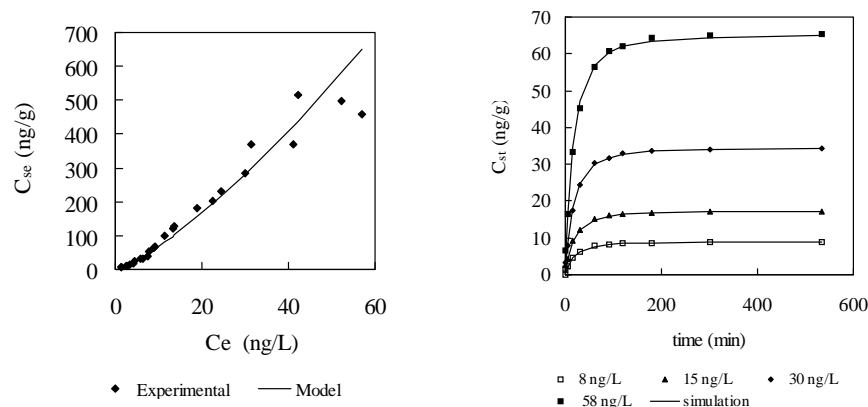 700
600
500
400
300
200
100
0
0 20 40 60
Cse (ng/g)
Ce (ng/L)
Experimental Model
70
60
50
40
30
20
10
0
0 200 400 600
Cst (ng/g)
time (min)
8 ng/L 15 ng/L 30 ng/L
58 ng/L simulation